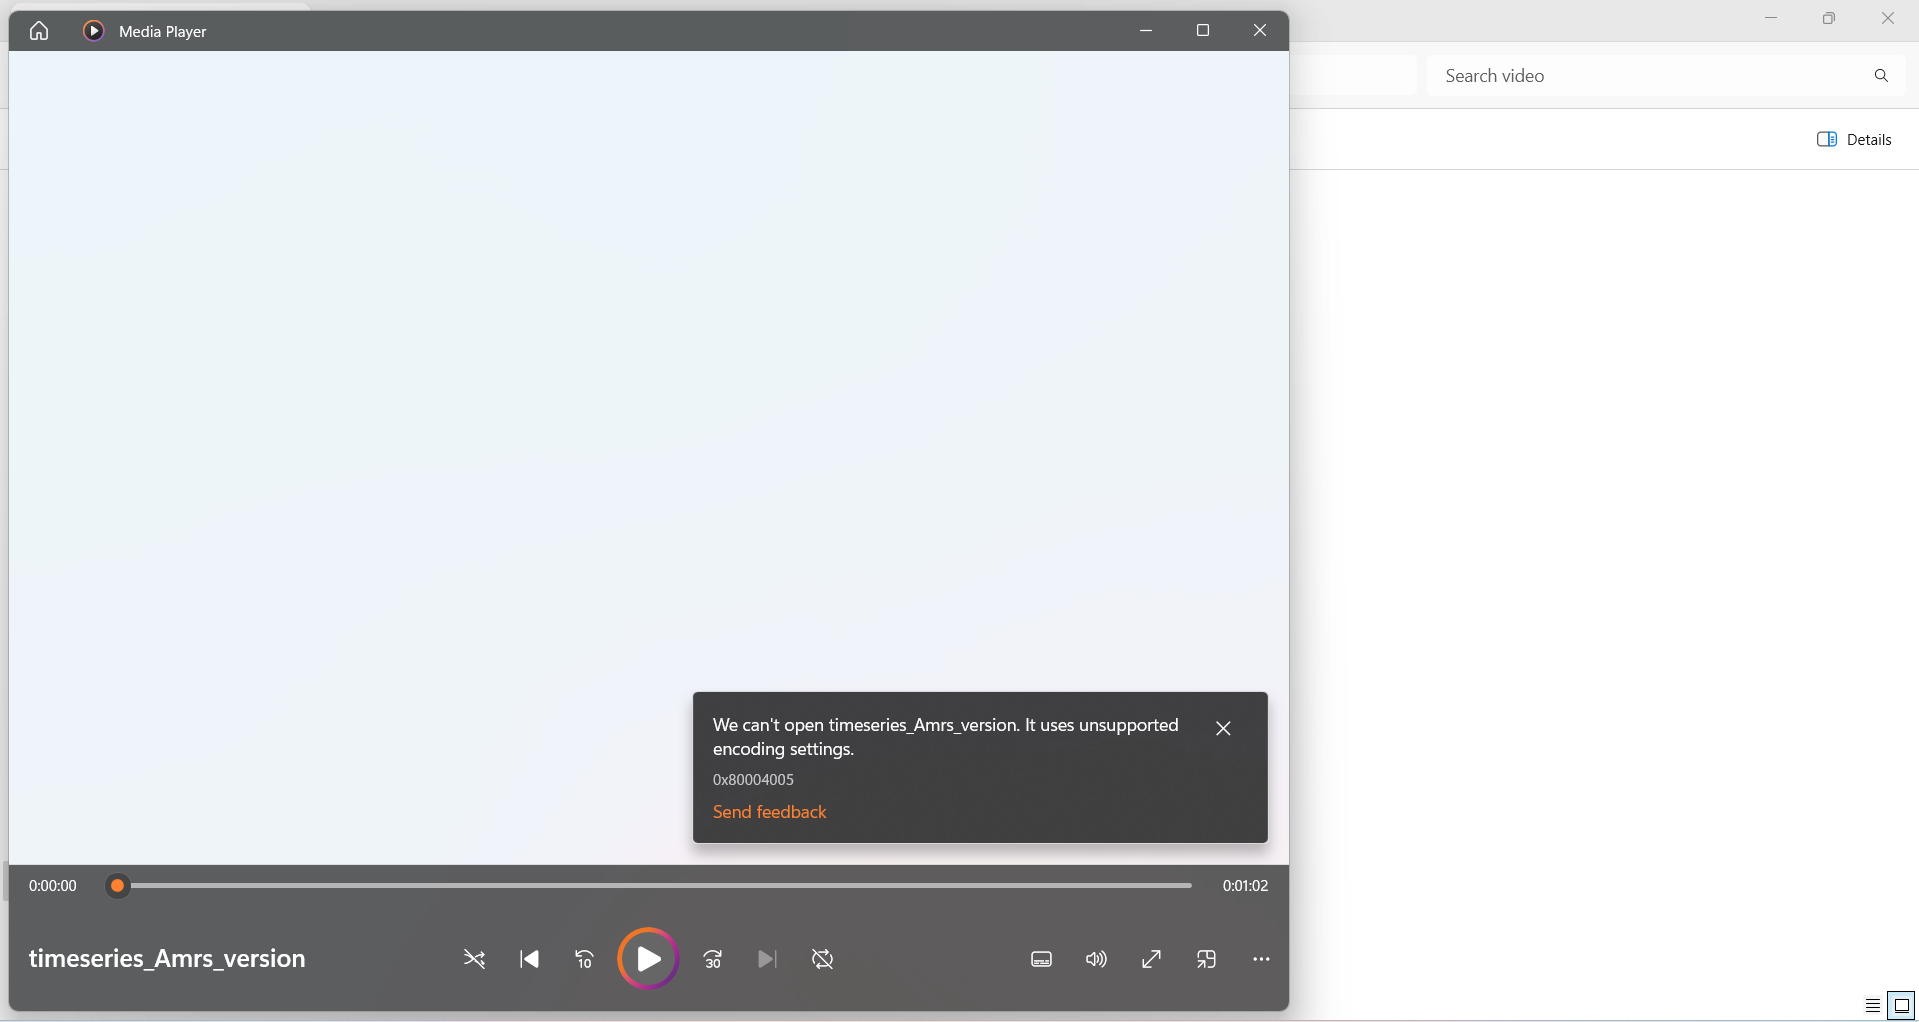 Media Player
Search video
Details
We can't open timeseries_Amrs_version. It uses unsupported
encoding settings.
0x80004005
Send feedback
0:00:00
0:01:02
timeseries_Amrs_version
10
30